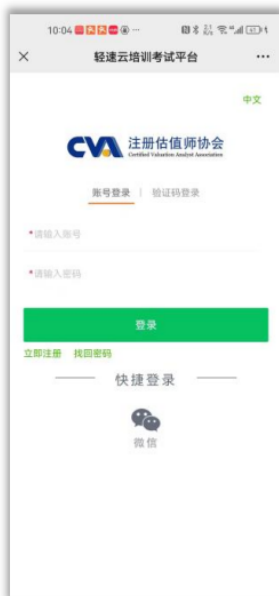 10:04
轻速云培训考试平台
中文
CVA 注册估值师协会
Certified Valuation Analyst Association
账号登录 | 验证码登录
*请输入账号
*请输入密码
登录
立即注册 找回密码
快捷登录
微信